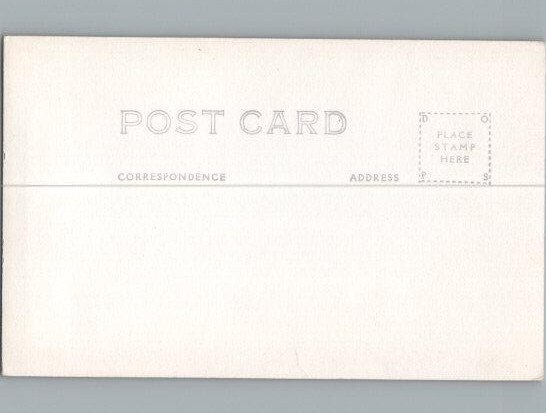 POST CARD
D O
PLACE
STAMP
HERE
P S
CORRESPONDENCE ADDRESS